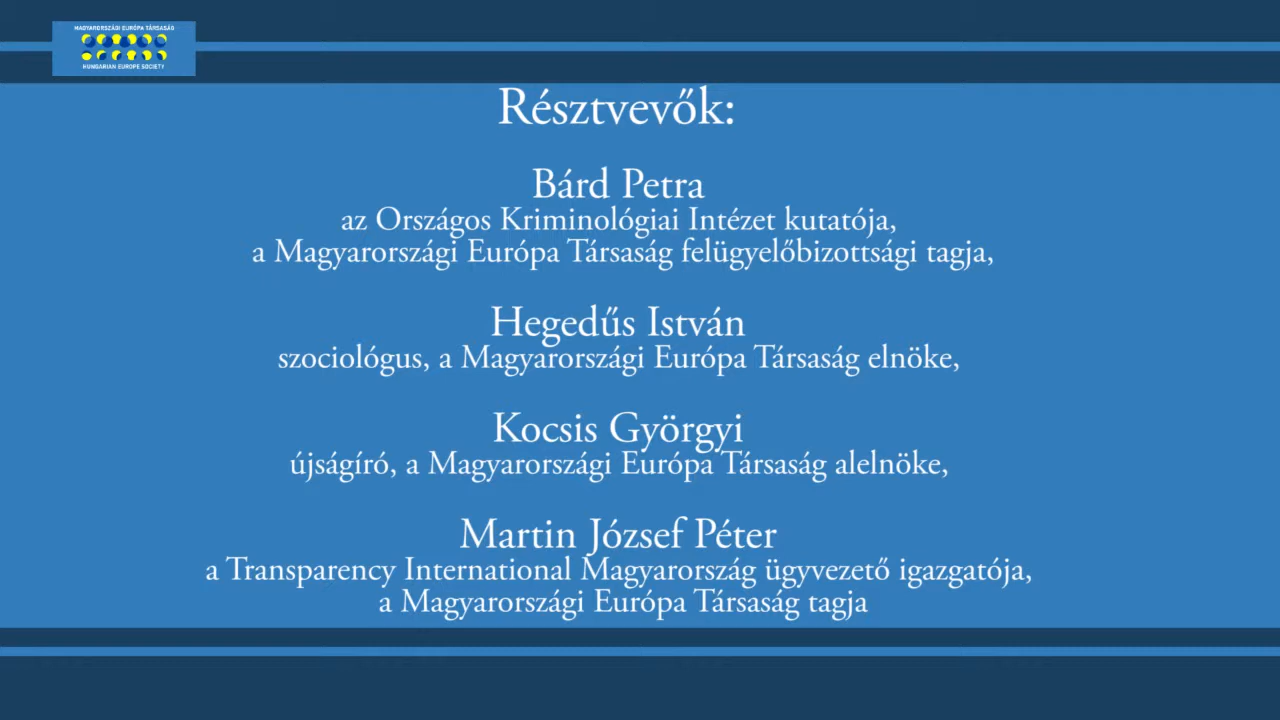 MAGYARORSZÁGI EURÓPA TÁRSASÁG
HUNGARIAN EUROPE SOCIETY
Résztvevők:
Bárd Petra
az Országos Kriminológiai Intézet kutatója,
a Magyarországi Európa Társaság felügyelőbizottsági tagja,
Hegedűs István
szociológus, a Magyarországi Európa Társaság elnöke,
Kocsis Györgyi
újságíró, a Magyarországi Európa Társaság alelnöke,
Martin József Péter
a Transparency International Magyarország ügyvezető igazgatója,
a Magyarországi Európa Társaság tagja